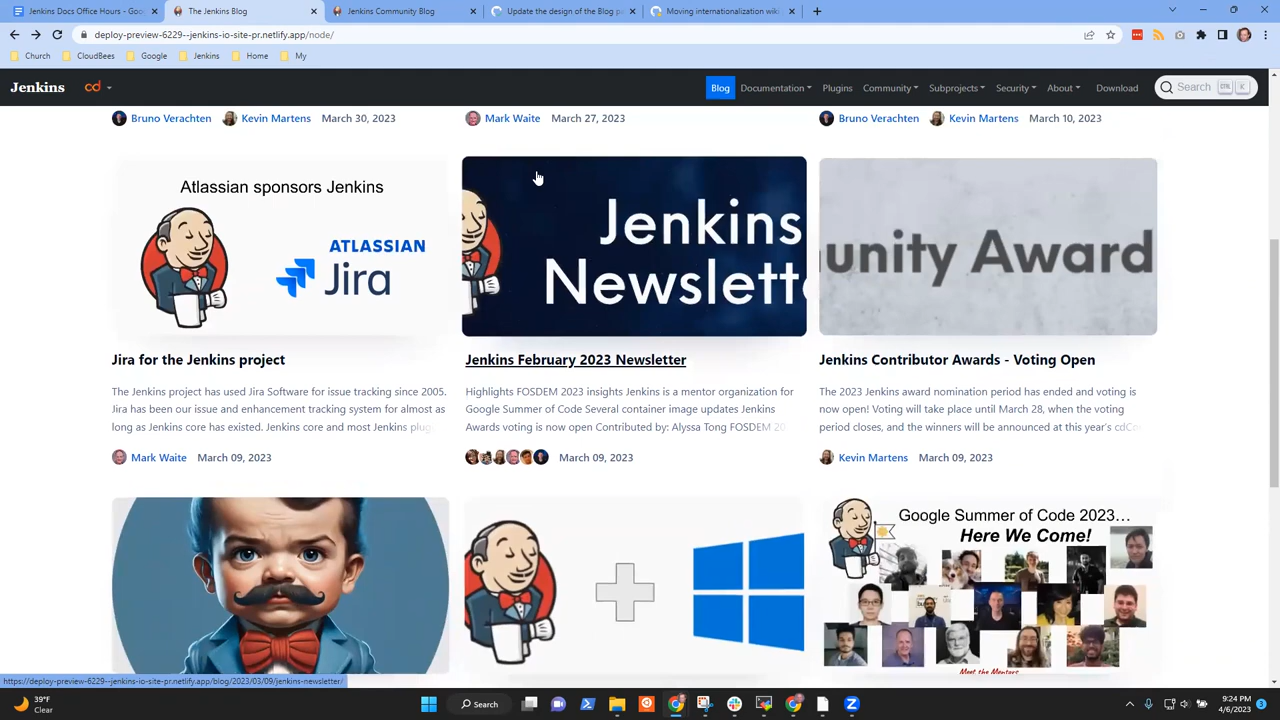 Jenkins Docs Office Hours - Goo
The Jenkins Blog
Jenkins Community Blog
Update the design of the Blog p
Moving internationalization wiki
deploy-preview-6229--jenkins-io-site-pr.netlify.app/node/
Church
CloudBees
Google
Jenkins
Home
My
Jenkins
cd
Blog
Documentation
Plugins
Community
Subprojects
Security
About
Download
Search
CTRL
K
Bruno Verachten Kevin Martens March 30, 2023
Mark Waite March 27, 2023
Bruno Verachten Kevin Martens March 10, 2023
Atlassian sponsors Jenkins
ATLASSIAN
Jira
Jenkins
Newslett
unity Award
Jira for the Jenkins project
Jenkins February 2023 Newsletter
Jenkins Contributor Awards - Voting Open
The Jenkins project has used Jira Software for issue tracking since 2005.
Jira has been our issue and enhancement tracking system for almost as
long as Jenkins core has existed. Jenkins core and most Jenkins plug
Highlights FOSDEM 2023 insights Jenkins is a mentor organization for
Google Summer of Code Several container image updates Jenkins
Awards voting is now open Contributed by: Alyssa Tong FOSDEM 20
The 2023 Jenkins award nomination period has ended and voting is
now open! Voting will take place until March 28, when the voting
period closes, and the winners will be announced at this year's cdCon
Mark Waite March 09, 2023
March 09, 2023
Kevin Martens March 09, 2023
Google Summer of Code 2023…
Here We Come!
Meet the Mentors
https://deploy-preview-6229--jenkins-io-site-pr.netlify.app/blog/2023/03/09/jenkins-newsletter/
39°F
Clear
Search
9:24 PM
4/6/2023